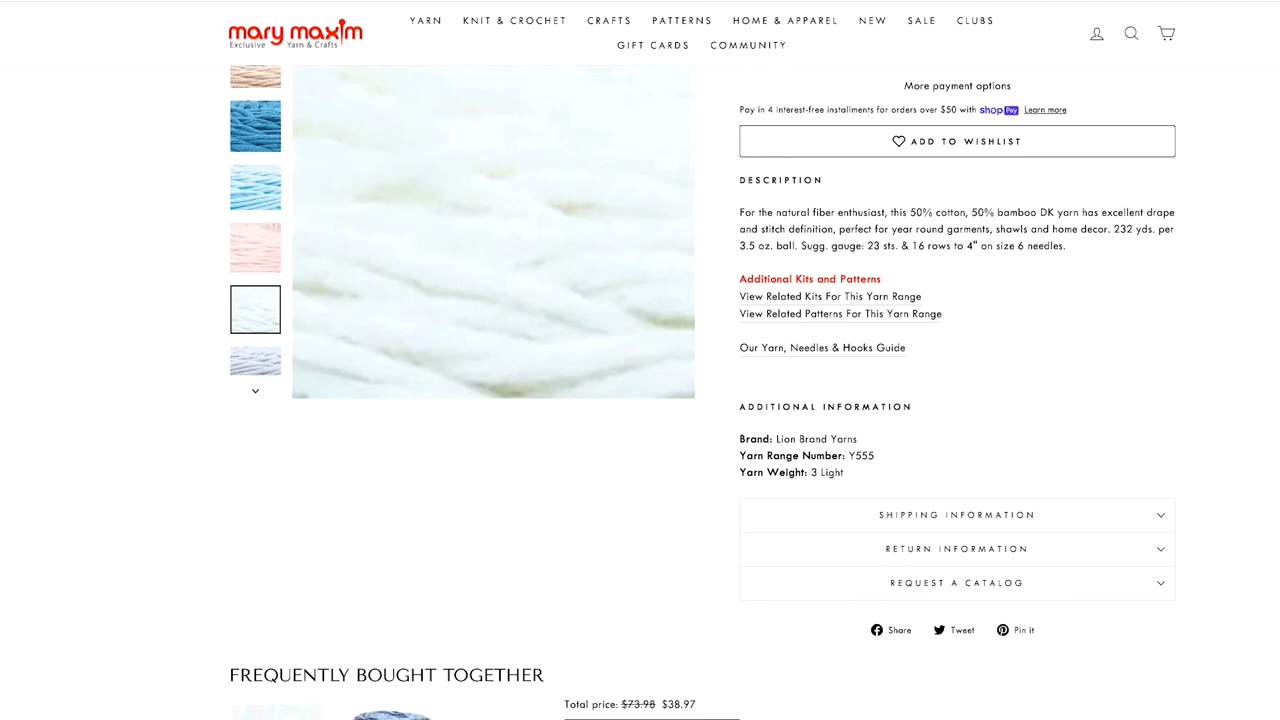 mary maxim
Exclusive Yarn & Crafts
YARN KNIT & CROCHET CRAFTS PATTERNS HOME & APPAREL NEW SALE CLUBS
GIFT CARDS COMMUNITY
More payment options
Pay in 4 interest-free installments for orders over $50 with shop Pay Learn more
ADD TO WISHLIST
DESCRIPTION
For the natural fiber enthusiast, this 50% cotton, 50% bamboo DK yarn has excellent drape
and stitch definition, perfect for year round garments, showls and home decor. 232 yds. per
3.5 oz. ball. Sugg. gauge: 23 sts. & 16 rows to 4" on size 6 needles.
Additional Kits and Patterns
View Related Kits For This Yarn Range
View Related Patterns For This Yarn Range
Our Yarn, Needles & Hooks Guide
ADDITIONAL INFORMATION
Brand: Lion Brand Yarns
Yarn Range Number: Y555
Yarn Weight: 3 Light
SHIPPING INFORMATION
RETURN INFORMATION
REQUEST A CATALOG
Share Tweet Pin it
FREQUENTLY BOUGHT TOGETHER
Total price: $73.98 $38.97